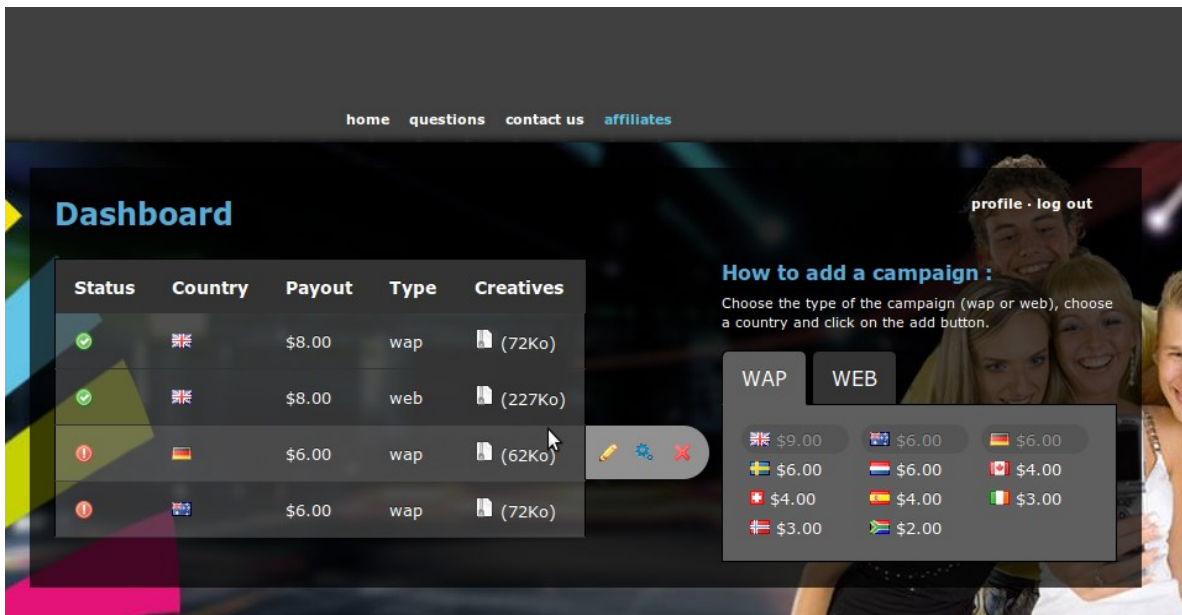 home questions contact us affiliates
profile · log out
Dashboard
Status Country Payout Type Creatives
$8.00 wap (72Ko)
$8.00 web (227Ko)
$6.00 wap (62Ko)
$6.00 wap (72Ko)
How to add a campaign :
Choose the type of the campaign (wap or web), choose
a country and click on the add button.
WAP WEB
$9.00 $6.00 $6.00
$6.00 $6.00 $4.00
$4.00 $4.00 $3.00
$3.00 $2.00